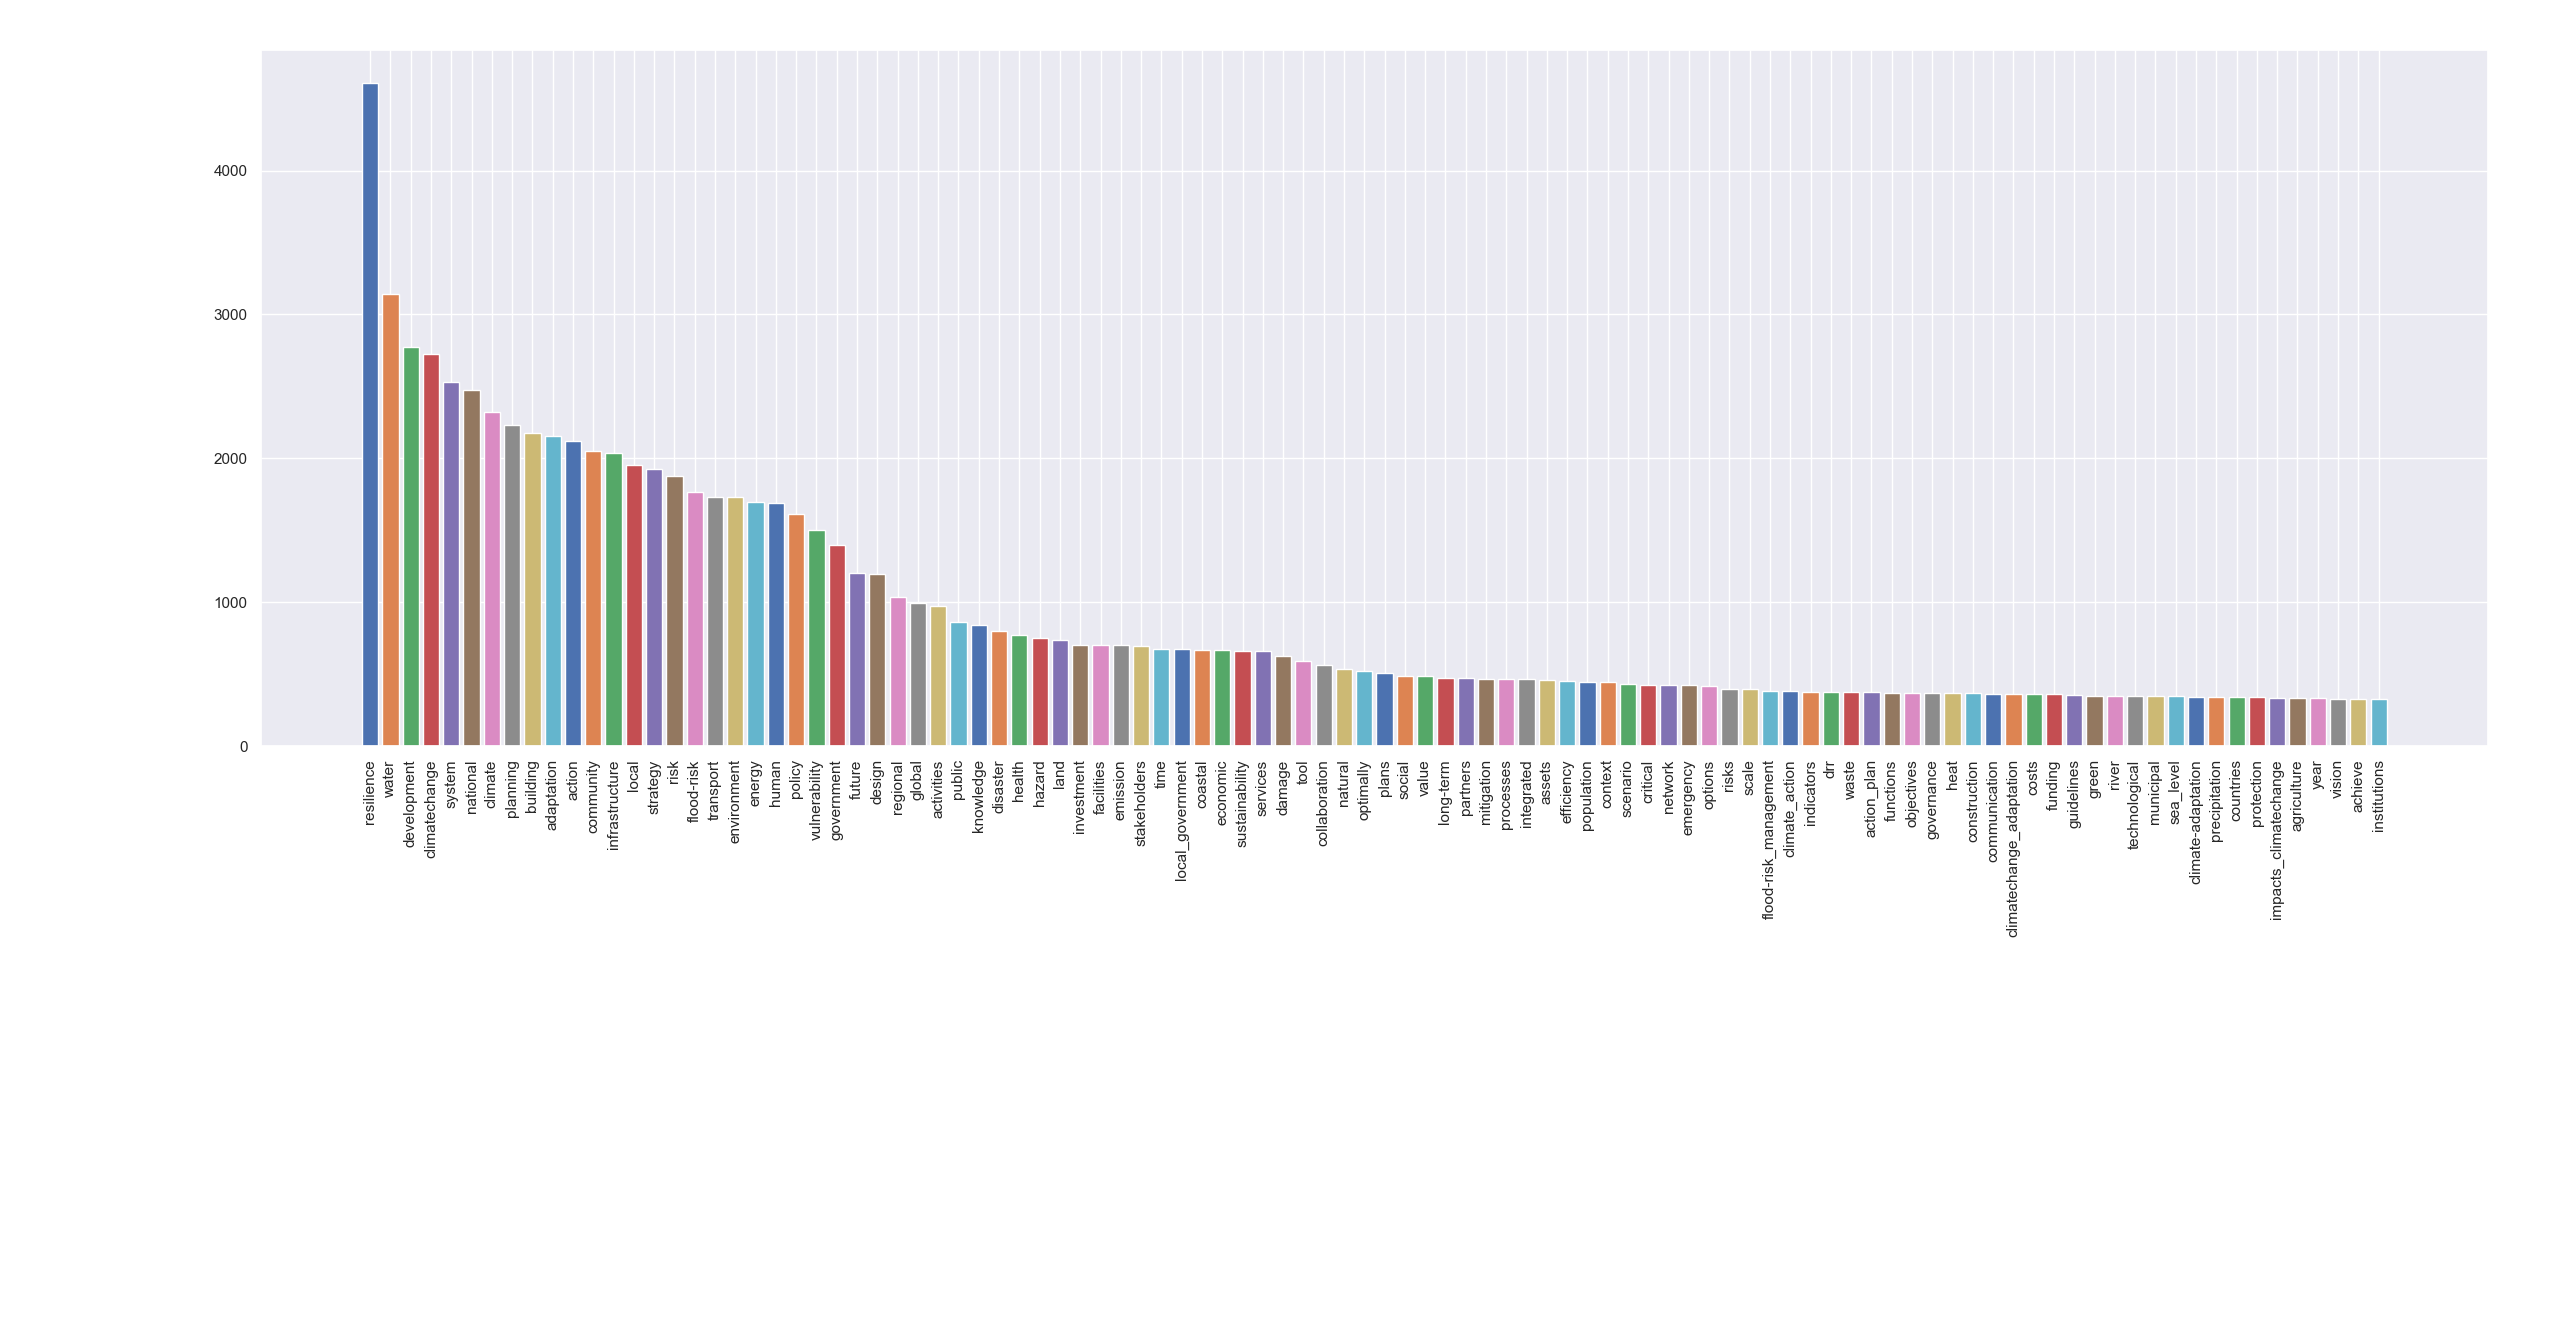 4000
3000
2000
1000
0
resilience
water
development
climatechange
system
national
climate
planning
building
adaptation
action
community
infrastructure
local
strategy
risk
flood-risk
transport
environment
energy
human
policy
vulnerability
government
future
design
regional
global
activities
public
knowledge
disaster
health
hazard
land
investment
facilities
emission
stakeholders
time
local_government
coastal
economic
sustainability
services
damage
tool
collaboration
natural
optimally
plans
social
value
long-term
partners
mitigation
processes
integrated
assets
efficiency
population
context
scenario
critical
network
emergency
options
risks
scale
flood-risk_management
climate_action
indicators
drr
waste
action_plan
functions
objectives
governance
heat
construction
communication
climatechange_adaptation
costs
funding
guidelines
green
river
technological
municipal
sea_level
climate-adaptation
precipitation
countries
protection
impacts_climatechange
agriculture
year
vision
achieve
institutions